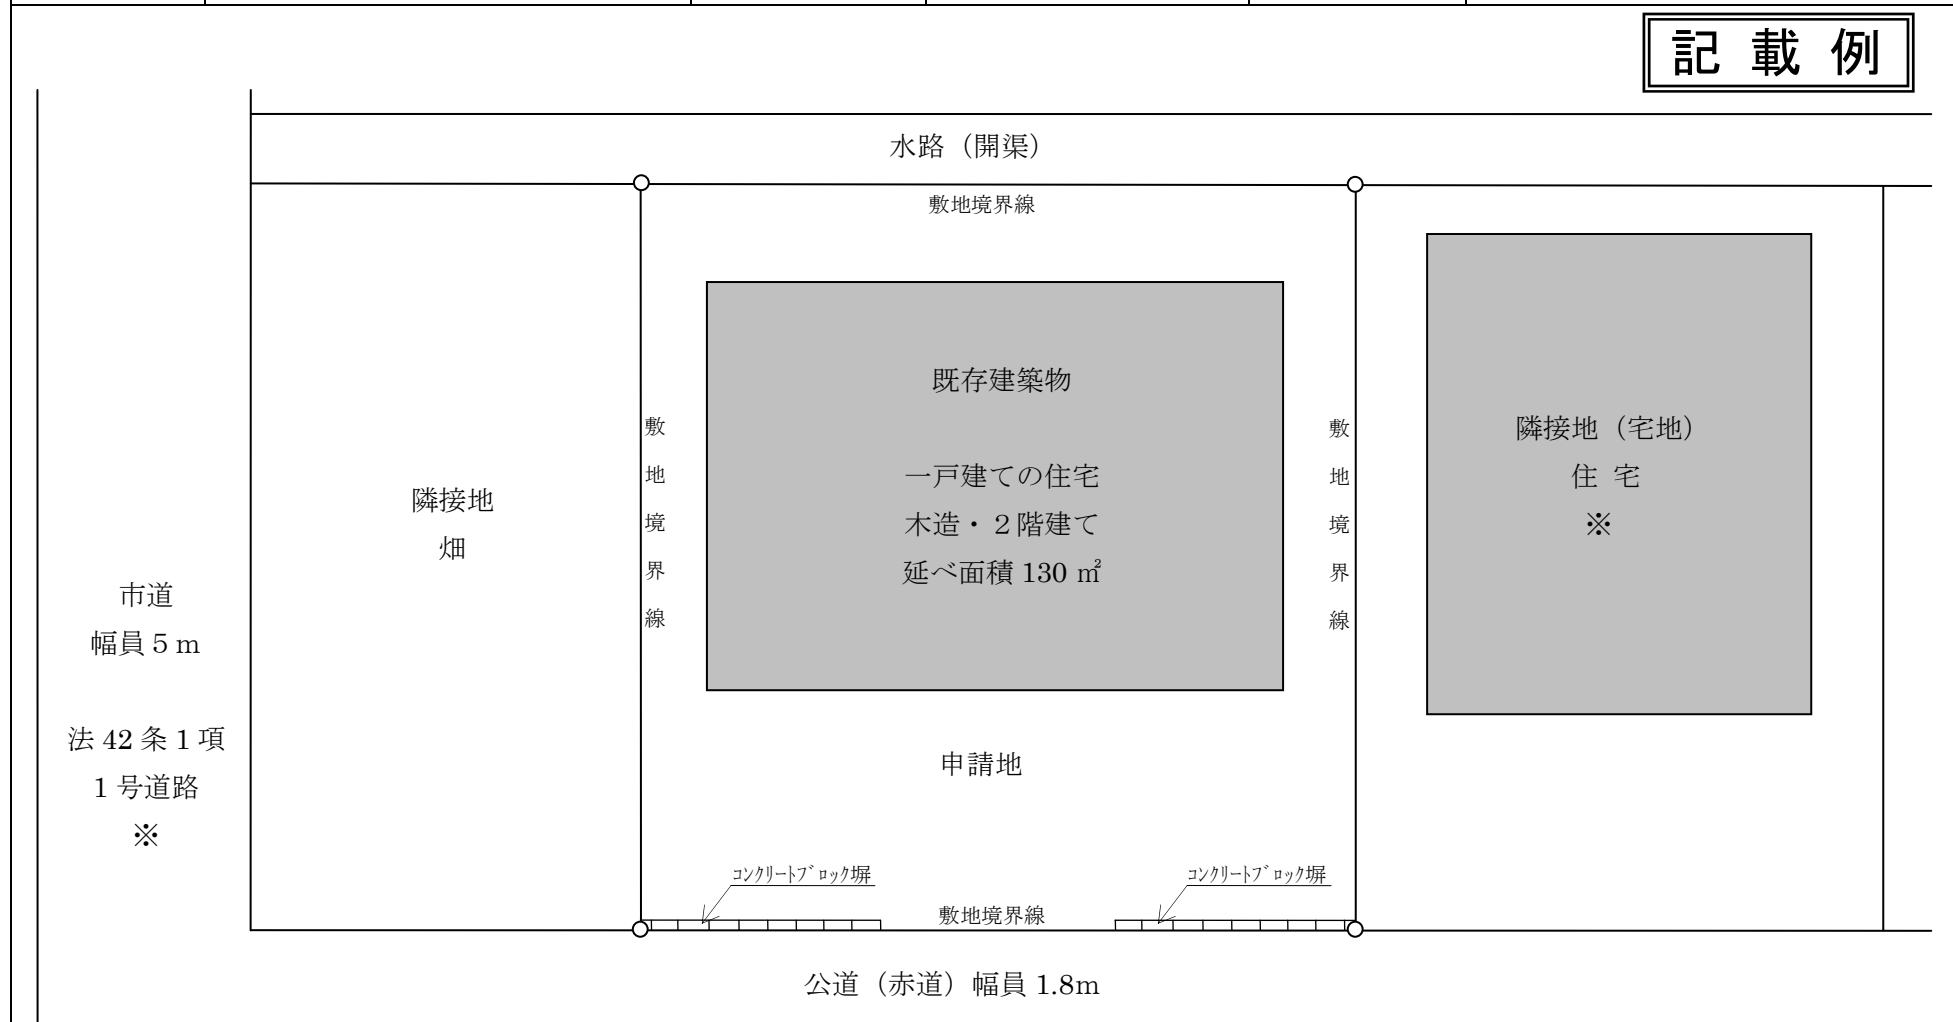 記 載 例
水路（開渠）
敷地境界線
既存建築物
一戸建ての住宅
木造・２階建て
延べ面積 130 ㎡
敷地境界線
敷地境界線
隣接地（宅地）
住 宅
※
隣接地
畑
市道
幅員５ｍ
法 42 条 1 項
1 号道路
※
申請地
ｺﾝｸﾘｰﾄﾌﾞﾛｯｸ塀
ｺﾝｸﾘｰﾄﾌﾞﾛｯｸ塀
敷地境界線
公道（赤道）幅員 1.8m